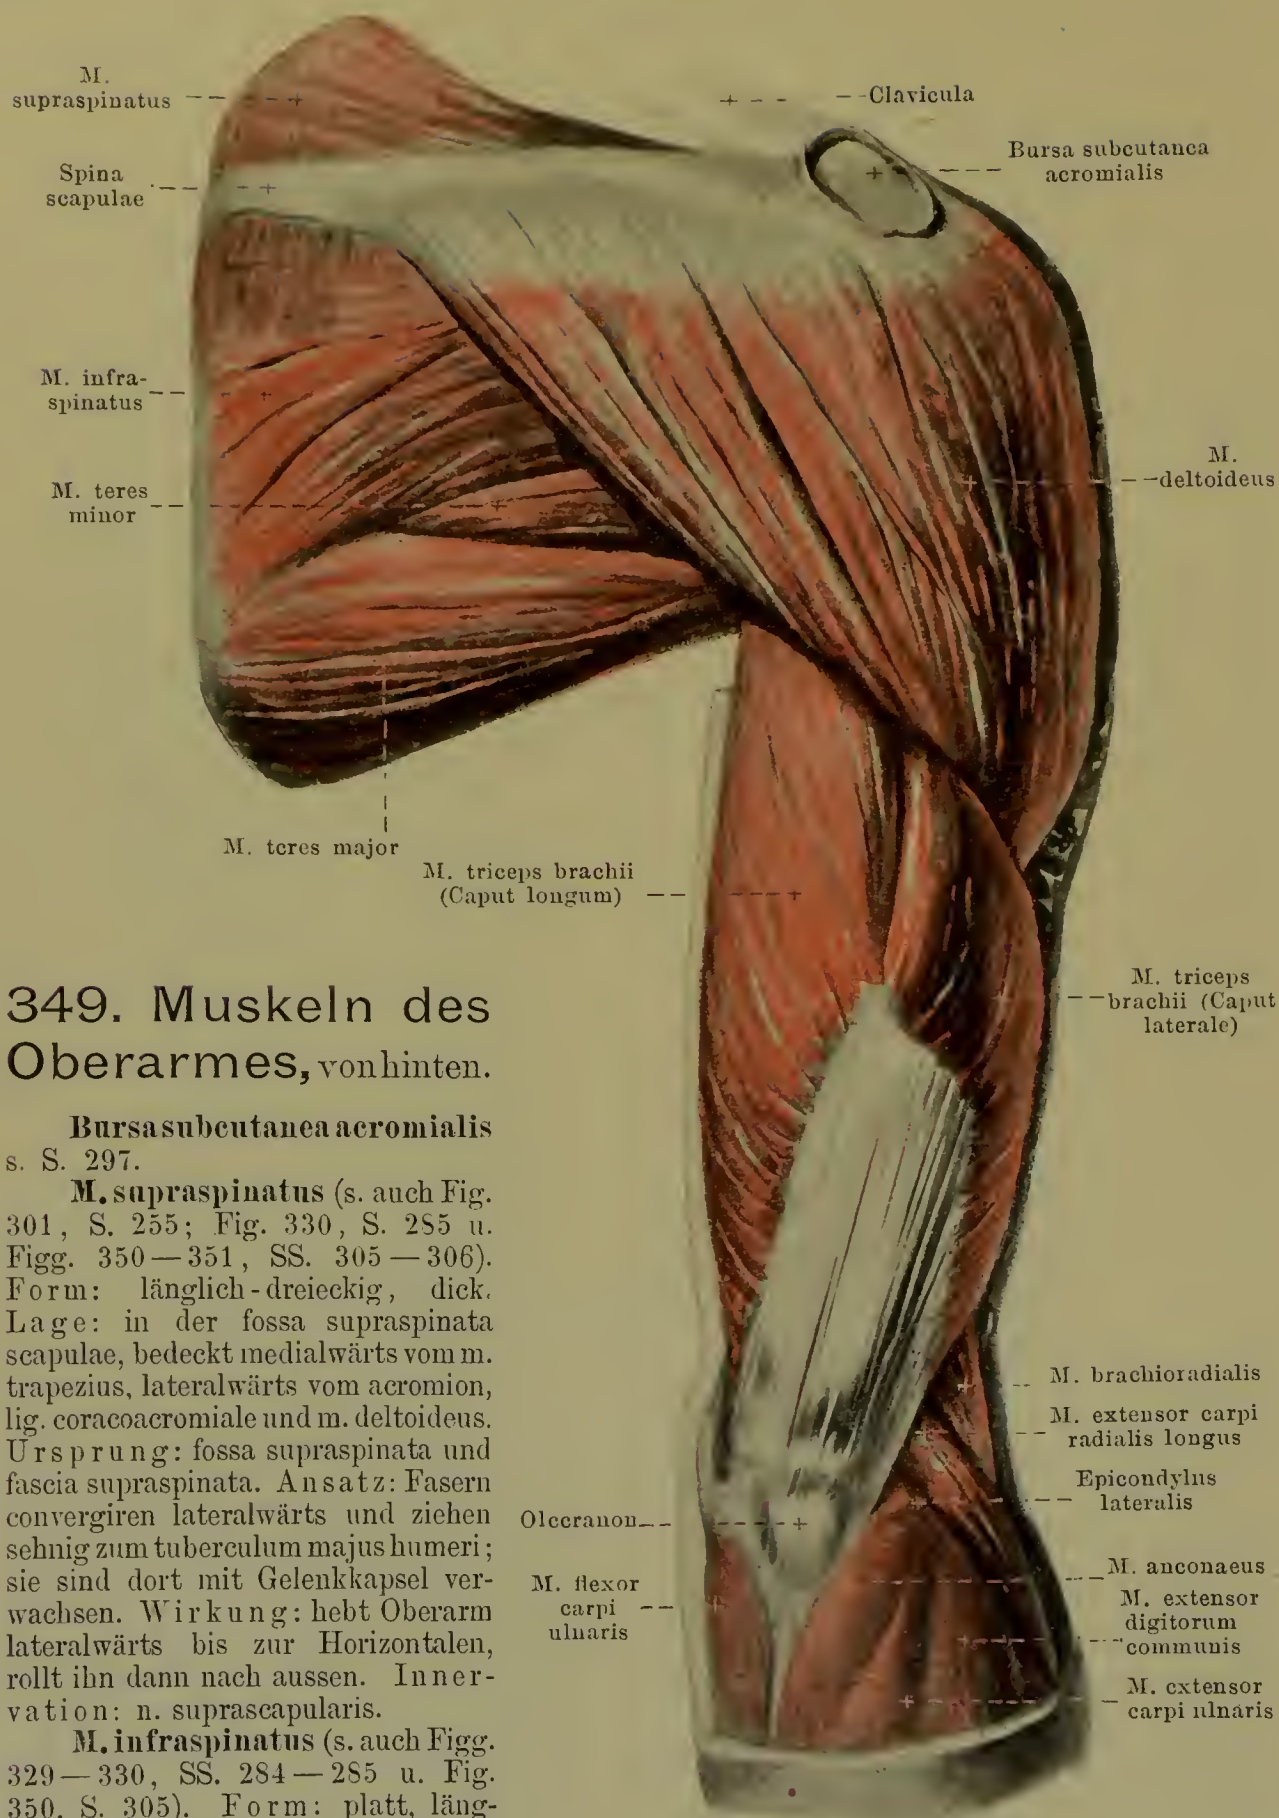 M.
supraspinatus
Clavicula
Bursa subcutanea
acromialis
Spina
scapulae
M. infra-
spinatus
M.
deltoideus
M. teres
minor
M. teres major
M. triceps brachii
(Caput longum)
M. triceps
brachii (Caput
laterale)
349. Muskeln des
Oberarmes, von hinten.
Bursa subcutanea acromialis
s. S. 297.
M. supraspinatus (s. auch Fig.
301, S. 255; Fig. 330, S. 285 u.
Figg. 350—351, SS. 305—306).
Form: länglich-dreieckig, dick.
Lage: in der fossa supraspinata
scapulae, bedeckt medialwärts vom m.
trapezius, lateralwärts vom acromion,
lig. coracoacromiale und m. deltoideus.
Ursprung: fossa supraspinata und
fascia supraspinata. Ansatz: Fasern
convergiren lateralwärts und ziehen
sehnig zum tuberculum majus humeri;
sie sind dort mit Gelenkkapsel ver-
wachsen. Wirkung: hebt Oberarm
lateralwärts bis zur Horizontalen,
rollt ihn dann nach aussen. Inner-
vation: n. suprascapularis.
M. infraspinatus (s. auch Figg.
329—330, SS. 284—285 u. Fig.
350, S. 305). Form: platt, läng-
M. brachioradialis
M. extensor carpi
radialis longus
Epicondylus
lateralis
Olecranon
M. flexor
carpi
ulnaris
M. anconaeus
M. extensor
digitorum
communis
M. extensor
carpi ulnaris